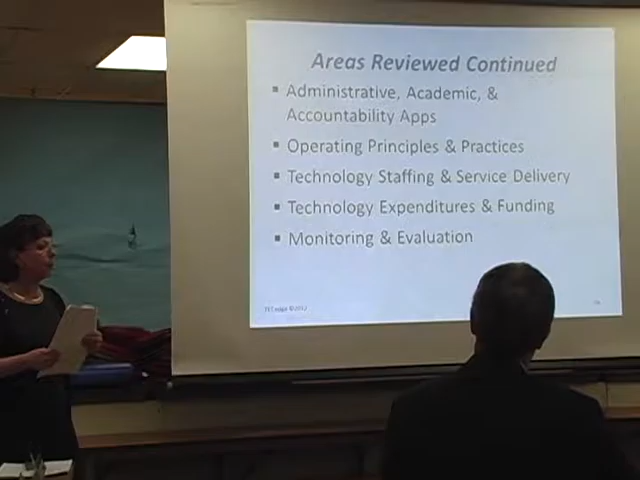 Areas Reviewed Continued
▪ Administrative, Academic, &
Accountability Apps
▪ Operating Principles & Practices
▪ Technology Staffing & Service Delivery
▪ Technology Expenditures & Funding
▪ Monitoring & Evaluation